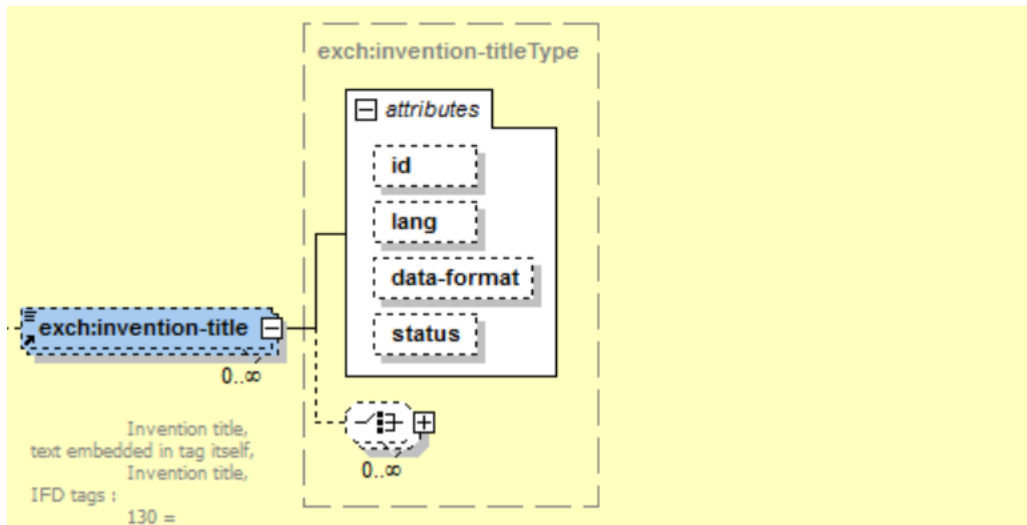 exch:invention-titleType
attributes
id
lang
data-format
status
exch:invention-title
0..∞
0..∞
Invention title,
text embedded in tag itself,
Invention title,
IFD tags :
130 =